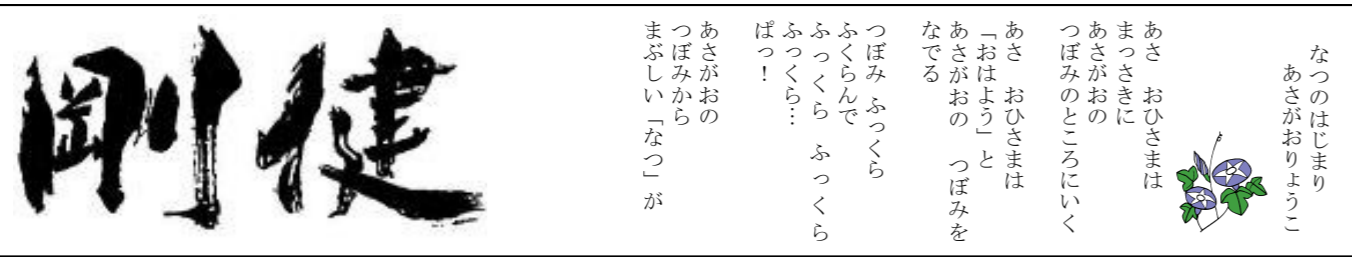 なつのはじまり
あさがおりょうこ
あさ　おひさまは
まっさきに
あさがおの
つぼみのところにいく
あさ　おひさまは
「おはよう」と
あさがおの　つぼみを
なでる
つぼみ ふっくら
ふくらんで
ふっくら　ふっくら
ふっくら…
ぱっ！
あさがおの
つぼみから
まぶしい「なつ」が
剛健